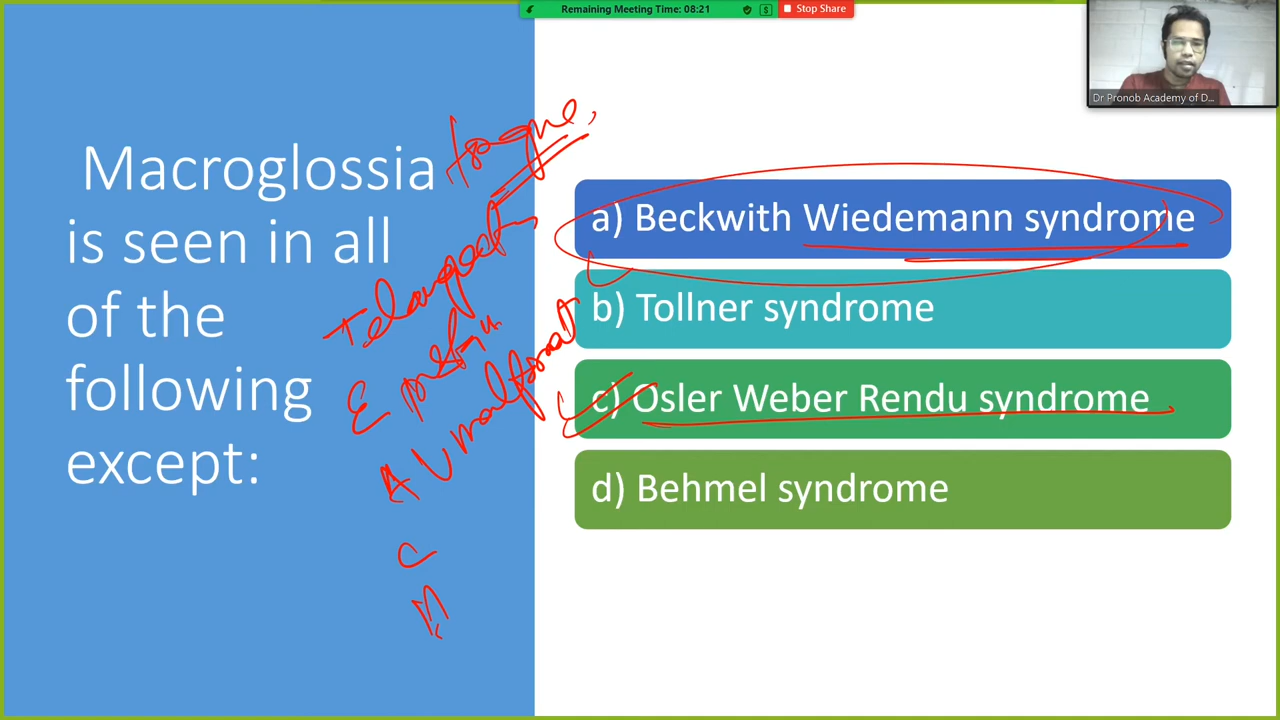 Remaining Meeting Time: 08:21
Stop Share
Dr Pronob Academy of D...
Macroglossia
is seen in all
of the
following
except:
a) Beckwith Wiedemann syndrome
b) Tollner syndrome
c) Osler Weber Rendu syndrome
d) Behmel syndrome
tongue,
A V malformat